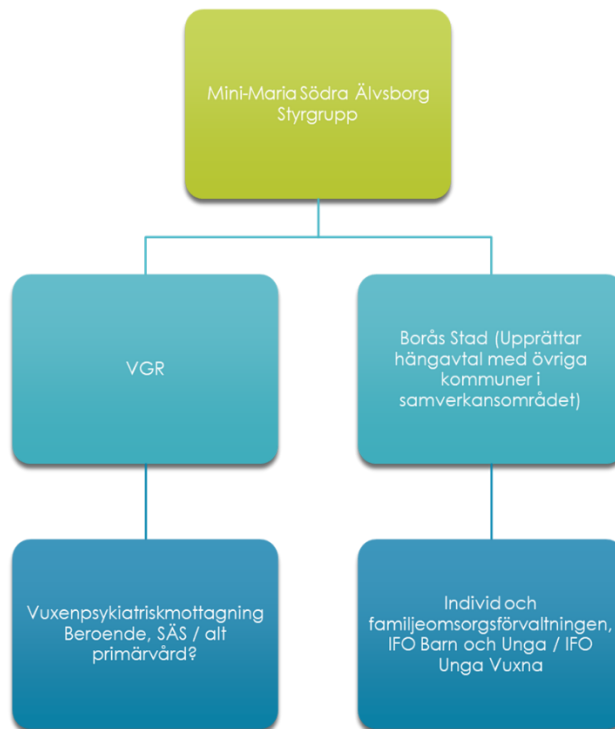 Mini-Maria Södra Älvsborg
Styrgrupp
VGR
Borås Stad (Upprättar
hängavtal med övriga
kommuner i
samverkansområdet)
Vuxenpsykiatriskmottagning
Beroende, SÄS / alt
primärvård?
Individ och
familjeomsorgsförvaltningen,
IFO Barn och Unga / IFO
Unga Vuxna